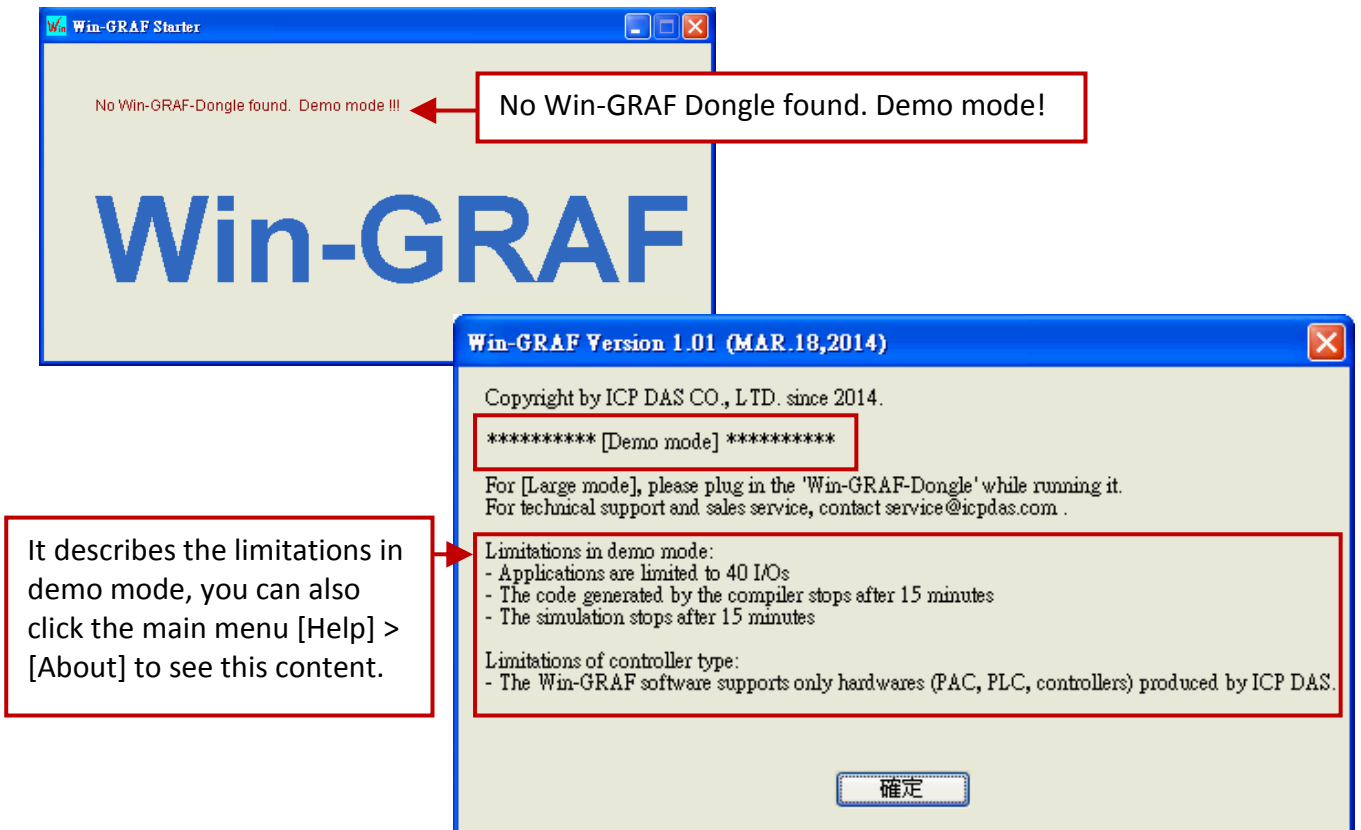 Win-GRAF Starter
No Win-GRAF-Dongle found. Demo mode !!!
No Win-GRAF Dongle found. Demo mode!
Win-GRAF
Win-GRAF Version 1.01 (MAR.18,2014)
Copyright by ICP DAS CO., LTD. since 2014.
********** [Demo mode] **********
For [Large mode], please plug in the 'Win-GRAF-Dongle' while running it.
For technical support and sales service, contact service@icpdas.com .
It describes the limitations in
demo mode, you can also
click the main menu [Help] >
[About] to see this content.
Limitations in demo mode:
- Applications are limited to 40 I/Os
- The code generated by the compiler stops after 15 minutes
- The simulation stops after 15 minutes
Limitations of controller type:
- The Win-GRAF software supports only hardwares (PAC, PLC, controllers) produced by ICP DAS.
確定